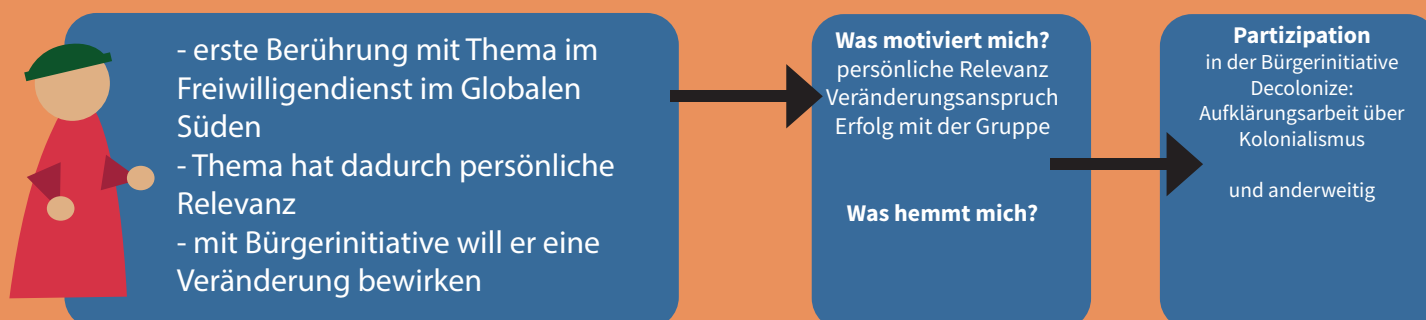 - erste Berührung mit Thema im
Freiwilligendienst im Globalen
Süden
- Thema hat dadurch persönliche
Relevanz
- mit Bürgerinitiative will er eine
Veränderung bewirken
Was motiviert mich?
persönliche Relevanz
Veränderungsanspruch
Erfolg mit der Gruppe
Was hemmt mich?
Partizipation
in der Bürgerinitiative
Decolonize:
Aufklärungsarbeit über
Kolonialismus
und anderweitig